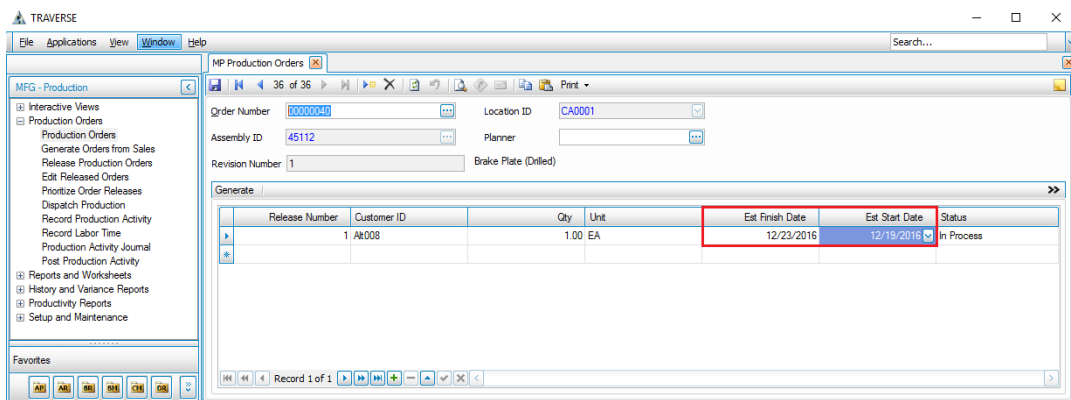 TRAVERSE
File Applications View Window Help
Search...
MP Production Orders
MFG - Production
36 of 36 Print
Interactive Views
Production Orders
Production Orders
Generate Orders from Sales
Release Production Orders
Edit Released Orders
Prioritize Order Releases
Dispatch Production
Record Production Activity
Record Labor Time
Production Activity Journal
Post Production Activity
Reports and Worksheets
History and Variance Reports
Productivity Reports
Setup and Maintenance
Favorites
AP AR BR BM CM DR
Order Number 00000040 Location ID CA0001
Assembly ID 45112 Planner
Revision Number 1 Brake Plate (Drilled)
Generate
Release Number Customer ID Qty Unit Est Finish Date Est Start Date Status
1 Alt008 1.00 EA 12/23/2016 12/19/2016 In Process
Record 1 of 1